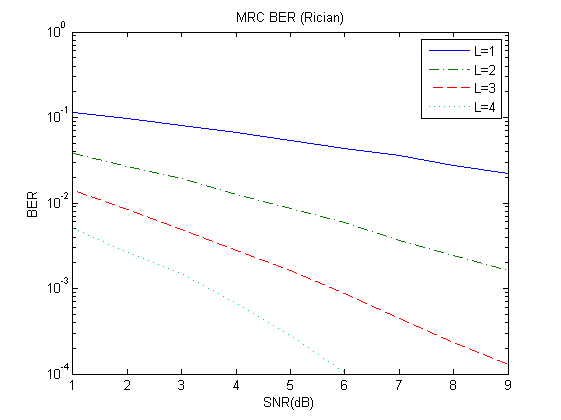 MRC BER (Rician)
10^0
10^-1
10^-2
10^-3
10^-4
BER
L=1
L=2
L=3
L=4
1 2 3 4 5 6 7 8 9
SNR(dB)